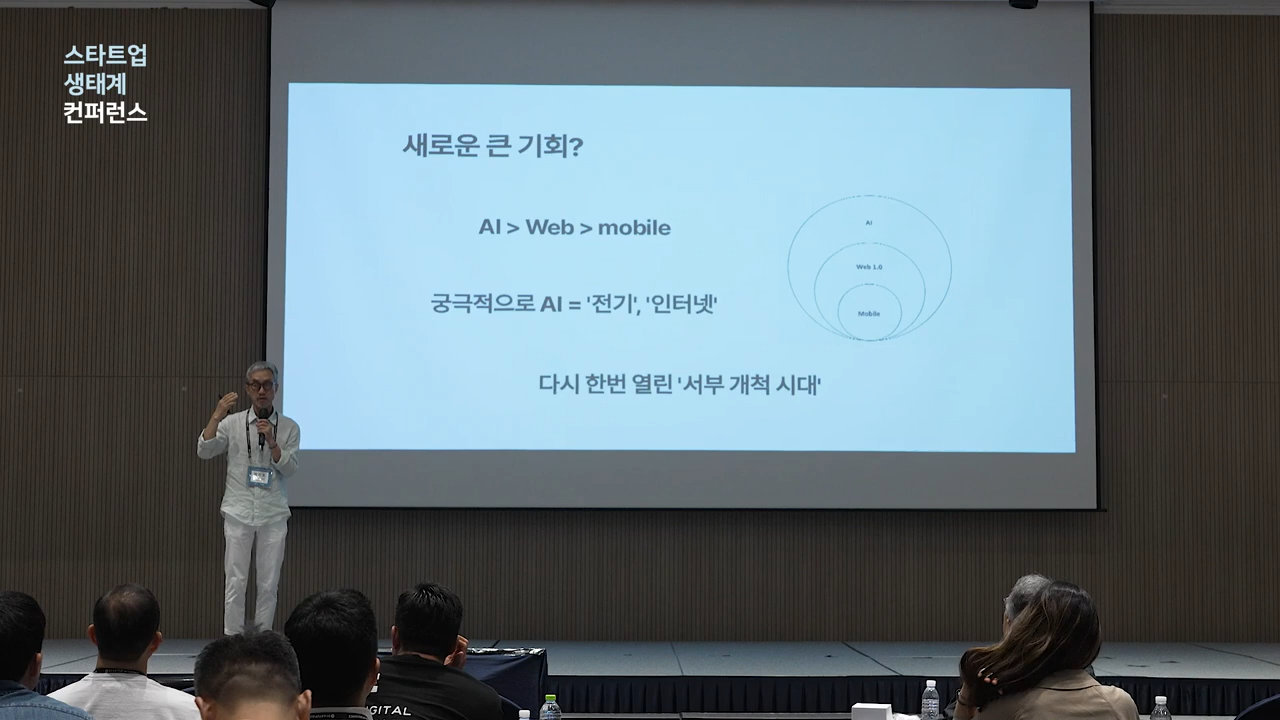 스타트업
생태계
컨퍼런스
새로운 큰 기회?
AI > Web > mobile
궁극적으로 AI = '전기', '인터넷'
다시 한번 열린 '서부 개척 시대'
AI
Web 1.0
Mobile
DIGITAL